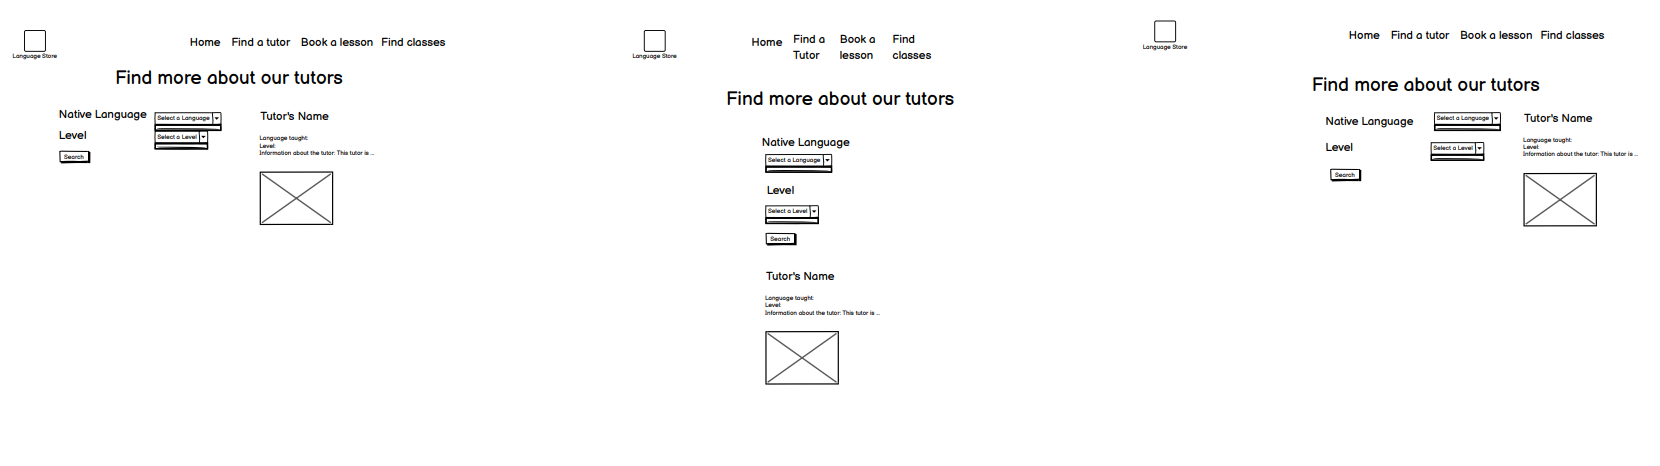 Language Store
Home Find a tutor Book a lesson Find classes
Find more about our tutors
Native Language Select a Language
Level Select a Level
Search
Tutor's Name
Language taught:
Level:
Information about the tutor: This tutor is ...
Language Store
Home Find a Book a Find
Tutor lesson classes
Find more about our tutors
Native Language
Select a Language
Level
Select a Level
Search
Tutor's Name
Language taught:
Level:
Information about the tutor: This tutor is ...
Language Store
Home Find a tutor Book a lesson Find classes
Find more about our tutors
Native Language Select a Language
Level Select a Level
Search
Tutor's Name
Language taught:
Level:
Information about the tutor: This tutor is ...